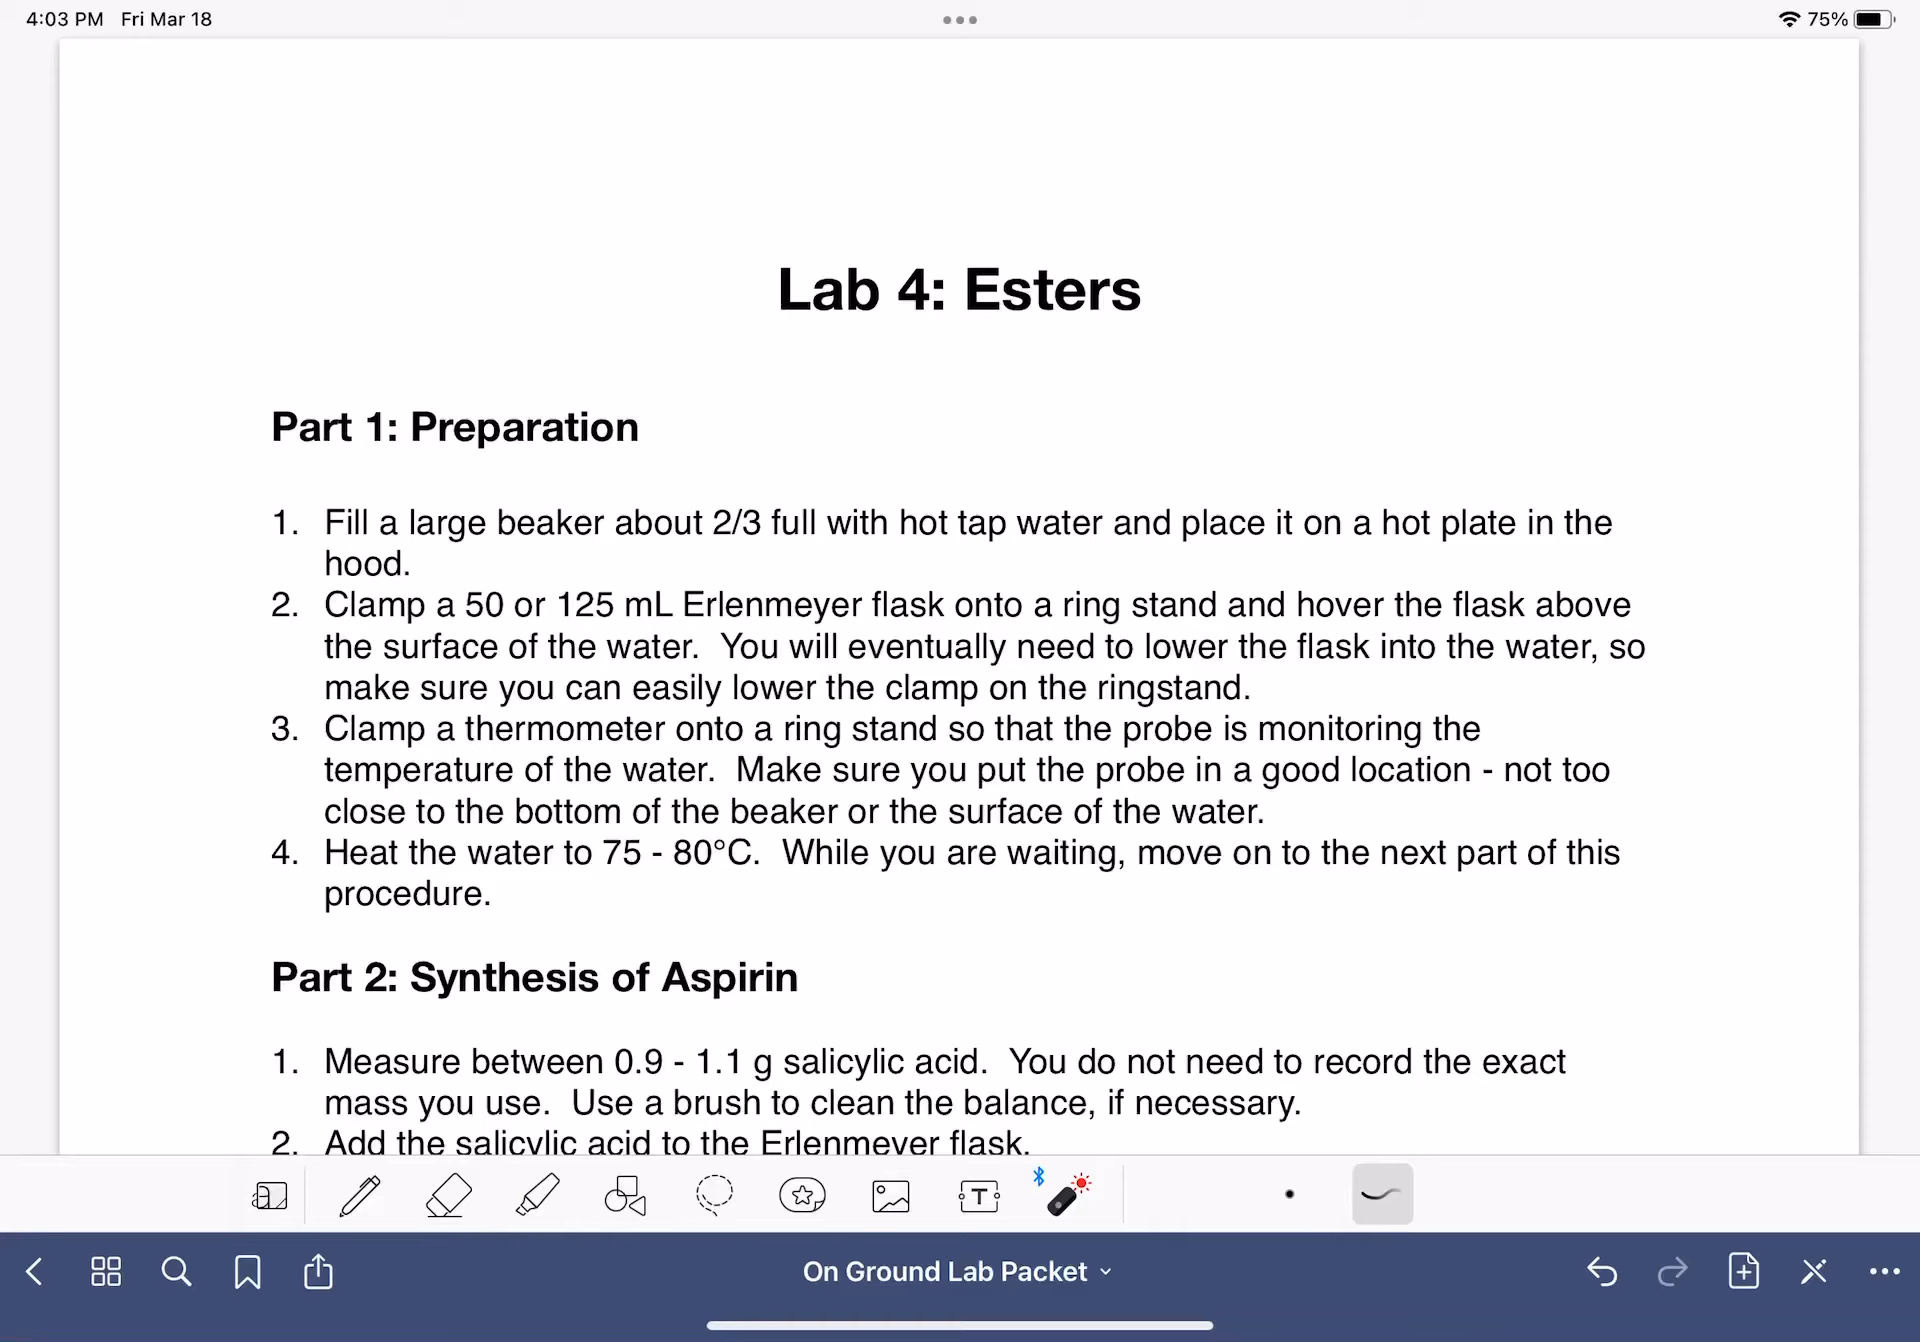 4:03 PM Fri Mar 18
75%
Lab 4: Esters
Part 1: Preparation
1. Fill a large beaker about 2/3 full with hot tap water and place it on a hot plate in the
hood.
2. Clamp a 50 or 125 mL Erlenmeyer flask onto a ring stand and hover the flask above
the surface of the water. You will eventually need to lower the flask into the water, so
make sure you can easily lower the clamp on the ringstand.
3. Clamp a thermometer onto a ring stand so that the probe is monitoring the
temperature of the water. Make sure you put the probe in a good location - not too
close to the bottom of the beaker or the surface of the water.
4. Heat the water to 75 - 80°C. While you are waiting, move on to the next part of this
procedure.
Part 2: Synthesis of Aspirin
1. Measure between 0.9 - 1.1 g salicylic acid. You do not need to record the exact
mass you use. Use a brush to clean the balance, if necessary.
2. Add the salicylic acid to the Erlenmeyer flask.
T
On Ground Lab Packet